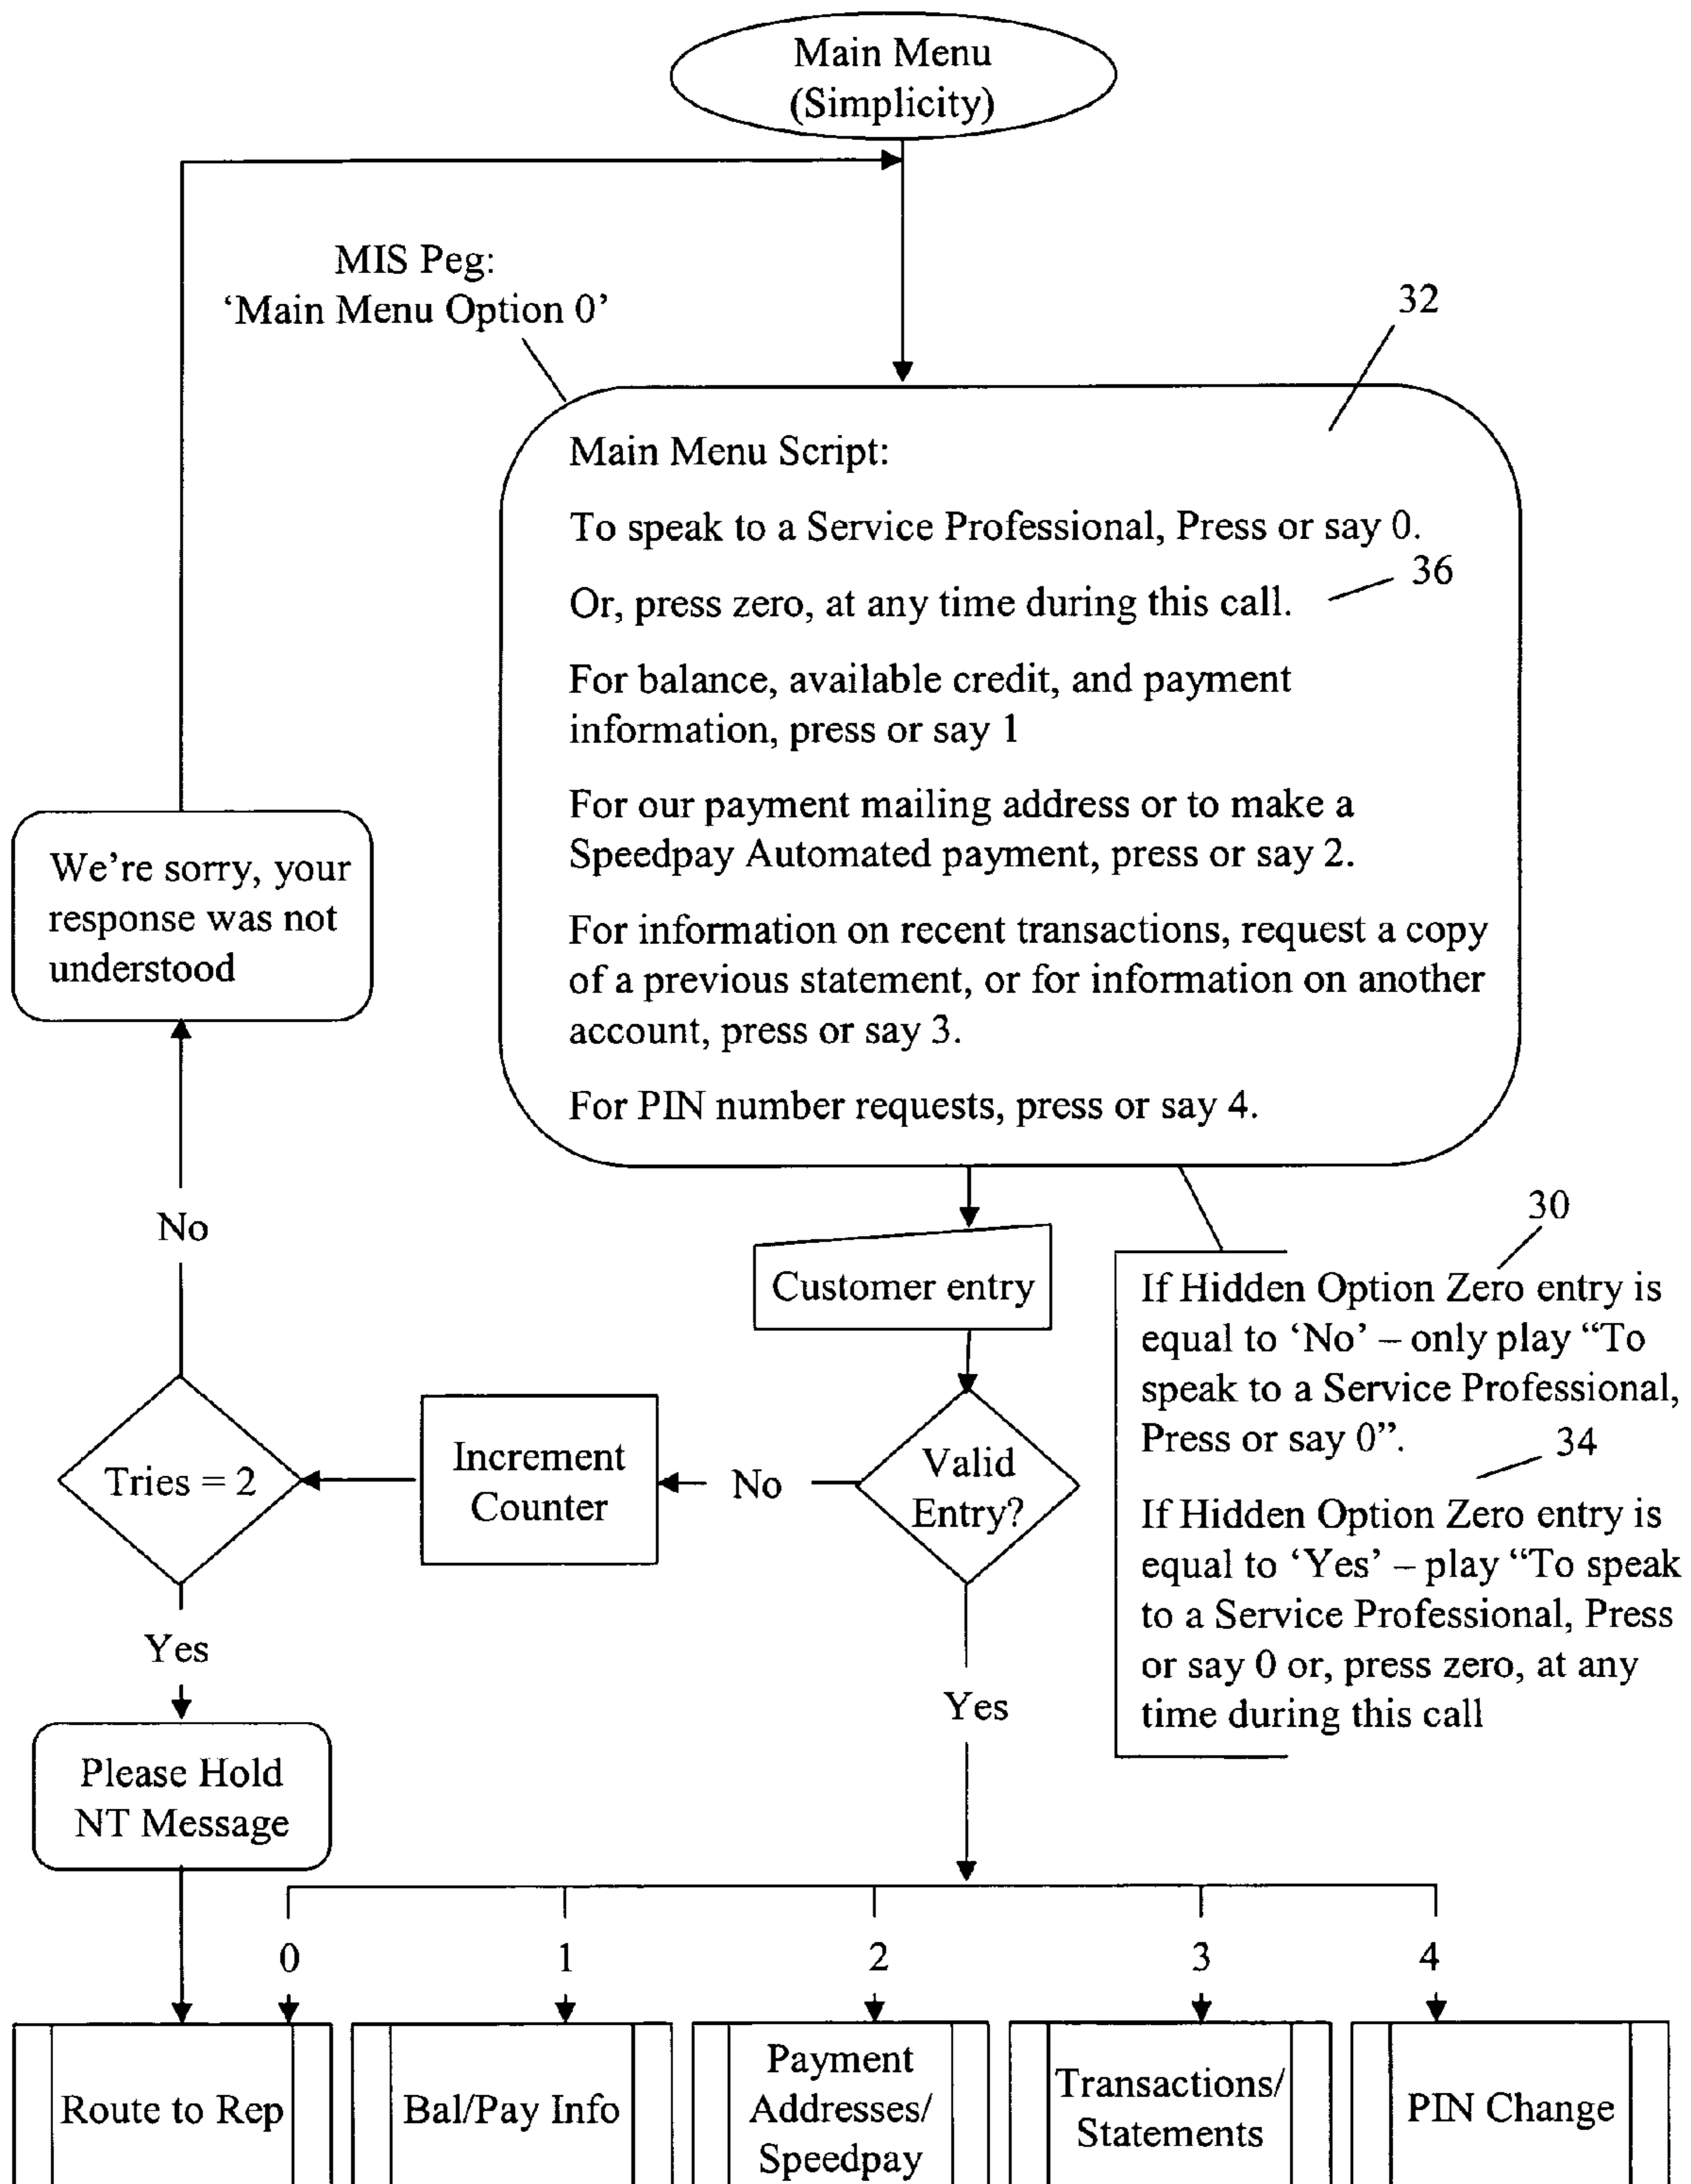 Main Menu
(Simplicity)
MIS Peg:
‘Main Menu Option 0’
32
Main Menu Script:
To speak to a Service Professional, Press or say 0.
36
Or, press zero, at any time during this call.
For balance, available credit, and payment
information, press or say 1
For our payment mailing address or to make a
Speedpay Automated payment, press or say 2.
For information on recent transactions, request a copy
of a previous statement, or for information on another
account, press or say 3.
For PIN number requests, press or say 4.
We’re sorry, your
response was not
understood
No
Customer entry
30
If Hidden Option Zero entry is
equal to ‘No’ – only play “To
speak to a Service Professional,
Press or say 0”.
34
If Hidden Option Zero entry is
equal to ‘Yes’ – play “To speak
to a Service Professional, Press
or say 0 or, press zero, at any
time during this call
Valid
Entry?
No
Increment
Counter
Tries = 2
Yes
Yes
Please Hold
NT Message
0
1
2
3
4
Route to Rep
Bal/Pay Info
Payment
Addresses/
Speedpay
Transactions/
Statements
PIN Change